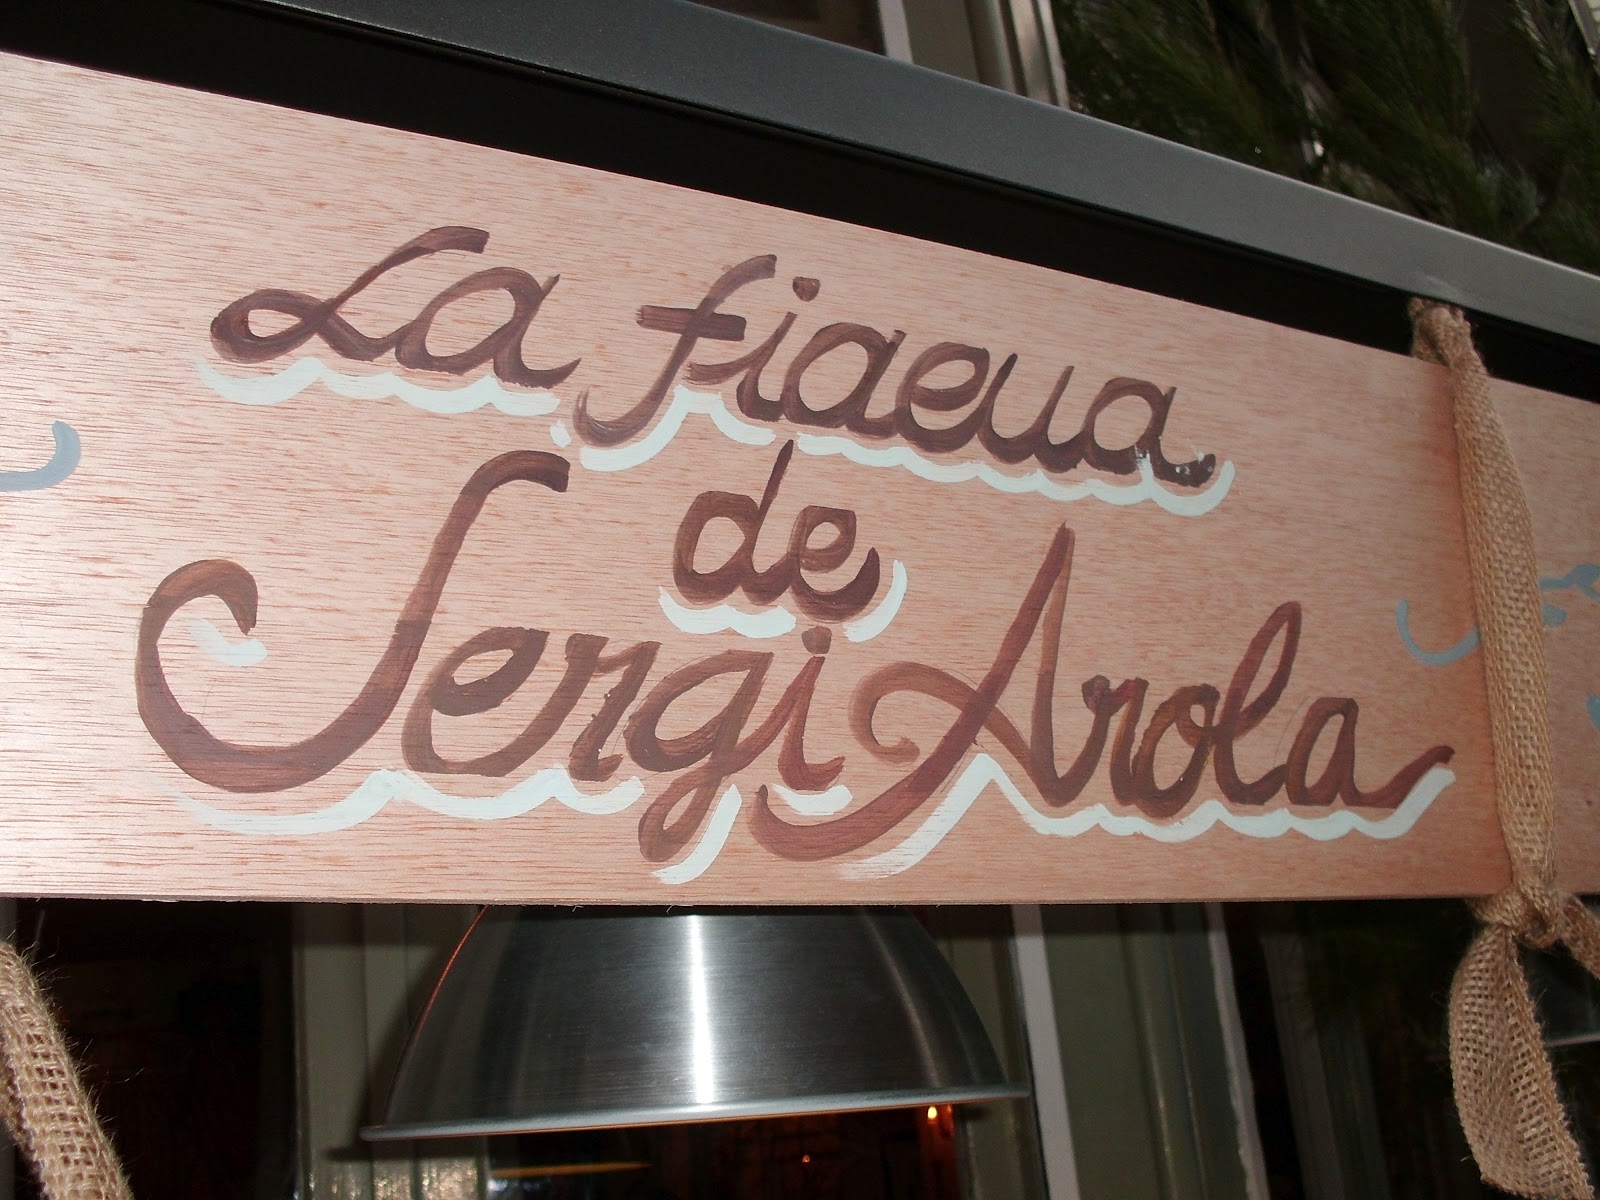 La fiaeua
de
Sergi Arola